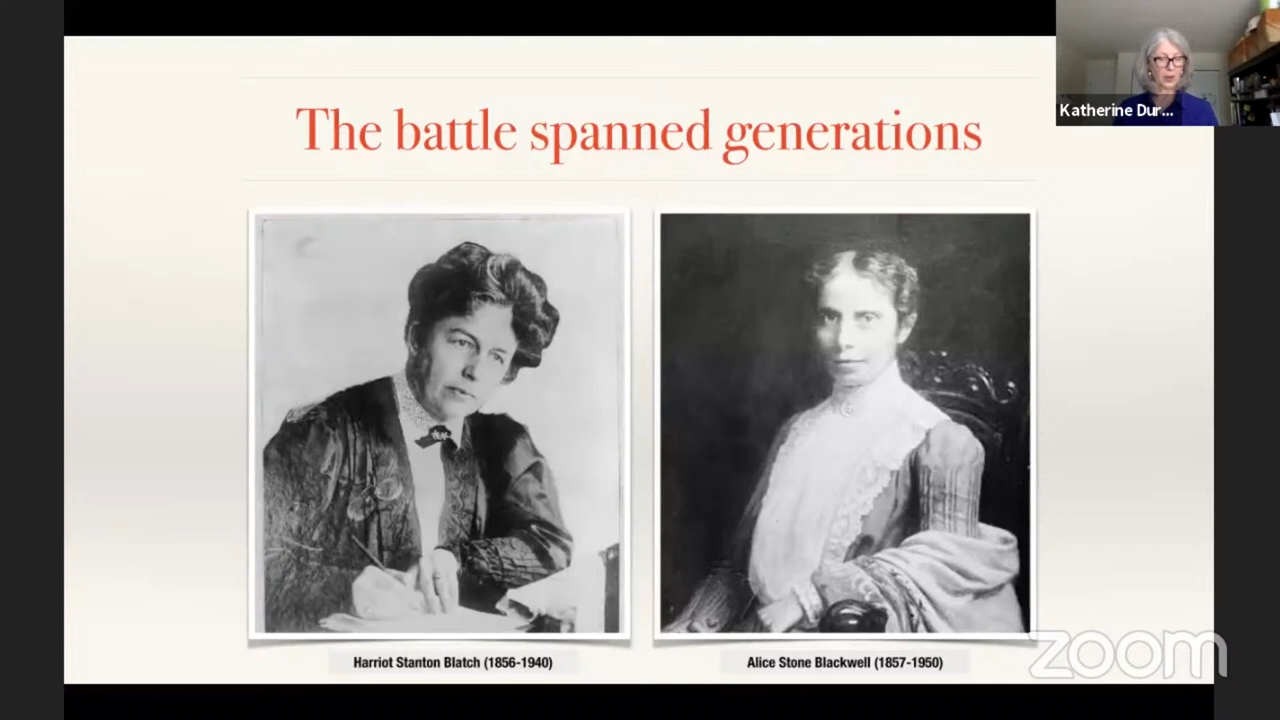 The battle spanned generations
Katherine Dur...
Harriot Stanton Blatch (1856-1940)
Alice Stone Blackwell (1857-1950)
zoom